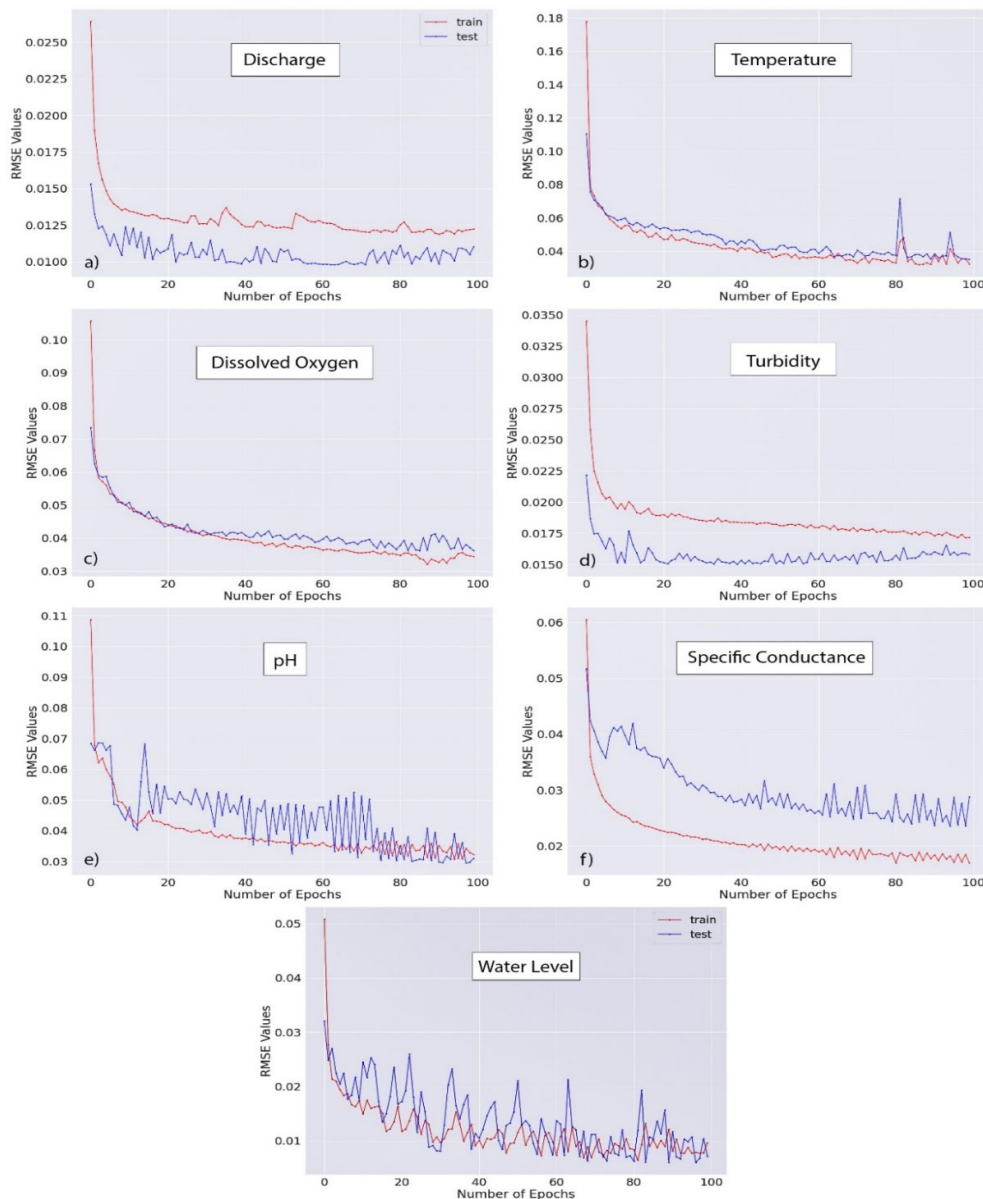 train
test
Discharge
RMSE Values
0.0250
0.0225
0.0200
0.0175
0.0150
0.0125
0.0100
a)
0 20 40 60 80 100
Number of Epochs
Temperature
RMSE Values
0.18
0.16
0.14
0.12
0.10
0.08
0.06
0.04
b)
0 20 40 60 80 100
Number of Epochs
Dissolved Oxygen
RMSE Values
0.10
0.09
0.08
0.07
0.06
0.05
0.04
0.03
c)
0 20 40 60 80 100
Number of Epochs
Turbidity
RMSE Values
0.0350
0.0325
0.0300
0.0275
0.0250
0.0225
0.0200
0.0175
0.0150
d)
0 20 40 60 80 100
Number of Epochs
pH
RMSE Values
0.11
0.10
0.09
0.08
0.07
0.06
0.05
0.04
0.03
e)
0 20 40 60 80 100
Number of Epochs
Specific Conductance
RMSE Values
0.06
0.05
0.04
0.03
0.02
f)
0 20 40 60 80 100
Number of Epochs
train
test
Water Level
RMSE Values
0.05
0.04
0.03
0.02
0.01
0 20 40 60 80 100
Number of Epochs